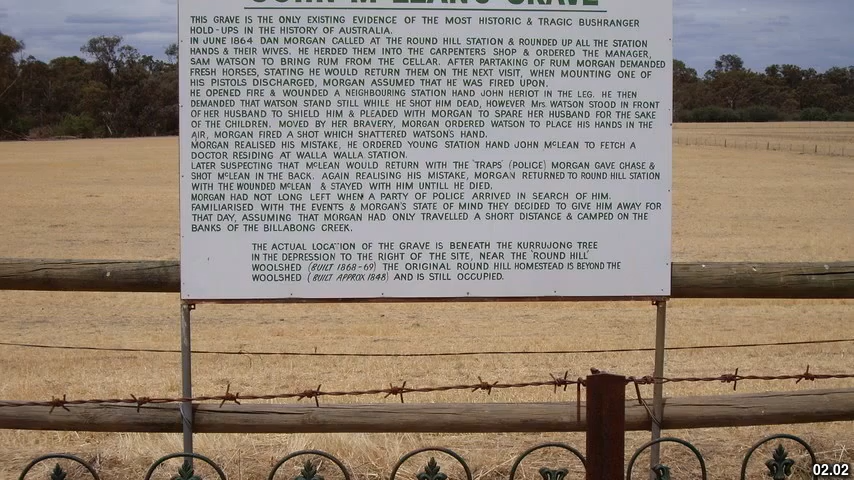 JOHN McLEAN'S GRAVE
THIS GRAVE IS THE ONLY EXISTING EVIDENCE OF THE MOST HISTORIC & TRAGIC BUSHRANGER
HOLD-UPS IN THE HISTORY OF AUSTRALIA.
IN JUNE 1864 DAN MORGAN CALLED AT THE ROUND HILL STATION & ROUNDED UP ALL THE STATION
HANDS & THEIR WIVES. HE HERDED THEM INTO THE CARPENTERS SHOP & ORDERED THE MANAGER,
SAM WATSON TO BRING RUM FROM THE CELLAR. AFTER PARTAKING OF RUM MORGAN DEMANDED
FRESH HORSES, STATING HE WOULD RETURN THEM ON THE NEXT VISIT, WHEN MOUNTING ONE OF
HIS PISTOLS DISCHARGED, MORGAN ASSUMED THAT HE WAS FIRED UPON.
HE OPENED FIRE & WOUNDED A NEIGHBOURING STATION HAND JOHN HERIOT IN THE LEG. HE THEN
DEMANDED THAT WATSON STAND STILL WHILE HE SHOT HIM DEAD, HOWEVER Mrs. WATSON STOOD IN FRONT
OF HER HUSBAND TO SHIELD HIM & PLEADED WITH MORGAN TO SPARE HER HUSBAND FOR THE SAKE
OF THE CHILDREN. MOVED BY HER BRAVERY, MORGAN ORDERED WATSON TO PLACE HIS HANDS IN THE
AIR, MORGAN FIRED A SHOT WHICH SHATTERED WATSON'S HAND.
MORGAN REALISED HIS MISTAKE, HE ORDERED YOUNG STATION HAND JOHN McLEAN TO FETCH A
DOCTOR RESIDING AT WALLA WALLA STATION.
LATER SUSPECTING THAT McLEAN WOULD RETURN WITH THE 'TRAPS' (POLICE) MORGAN GAVE CHASE &
SHOT McLEAN IN THE BACK. AGAIN REALISING HIS MISTAKE, MORGAN RETURNED TO ROUND HILL STATION
WITH THE WOUNDED McLEAN & STAYED WITH HIM UNTILL HE DIED.
MORGAN HAD NOT LONG LEFT WHEN A PARTY OF POLICE ARRIVED IN SEARCH OF HIM.
FAMILIARISED WITH THE EVENTS & MORGAN'S STATE OF MIND THEY DECIDED TO GIVE HIM AWAY FOR
THAT DAY, ASSUMING THAT MORGAN HAD ONLY TRAVELLED A SHORT DISTANCE & CAMPED ON THE
BANKS OF THE BILLABONG CREEK.
THE ACTUAL LOCATION OF THE GRAVE IS BENEATH THE KURRUJONG TREE
IN THE DEPRESSION TO THE RIGHT OF THE SITE, NEAR THE 'ROUND HILL'
WOOLSHED (BUILT 1868-69) THE ORIGINAL ROUND HILL HOMESTEAD IS BEYOND THE
WOOLSHED (BUILT APPROX 1848) AND IS STILL OCCUPIED.
02.02